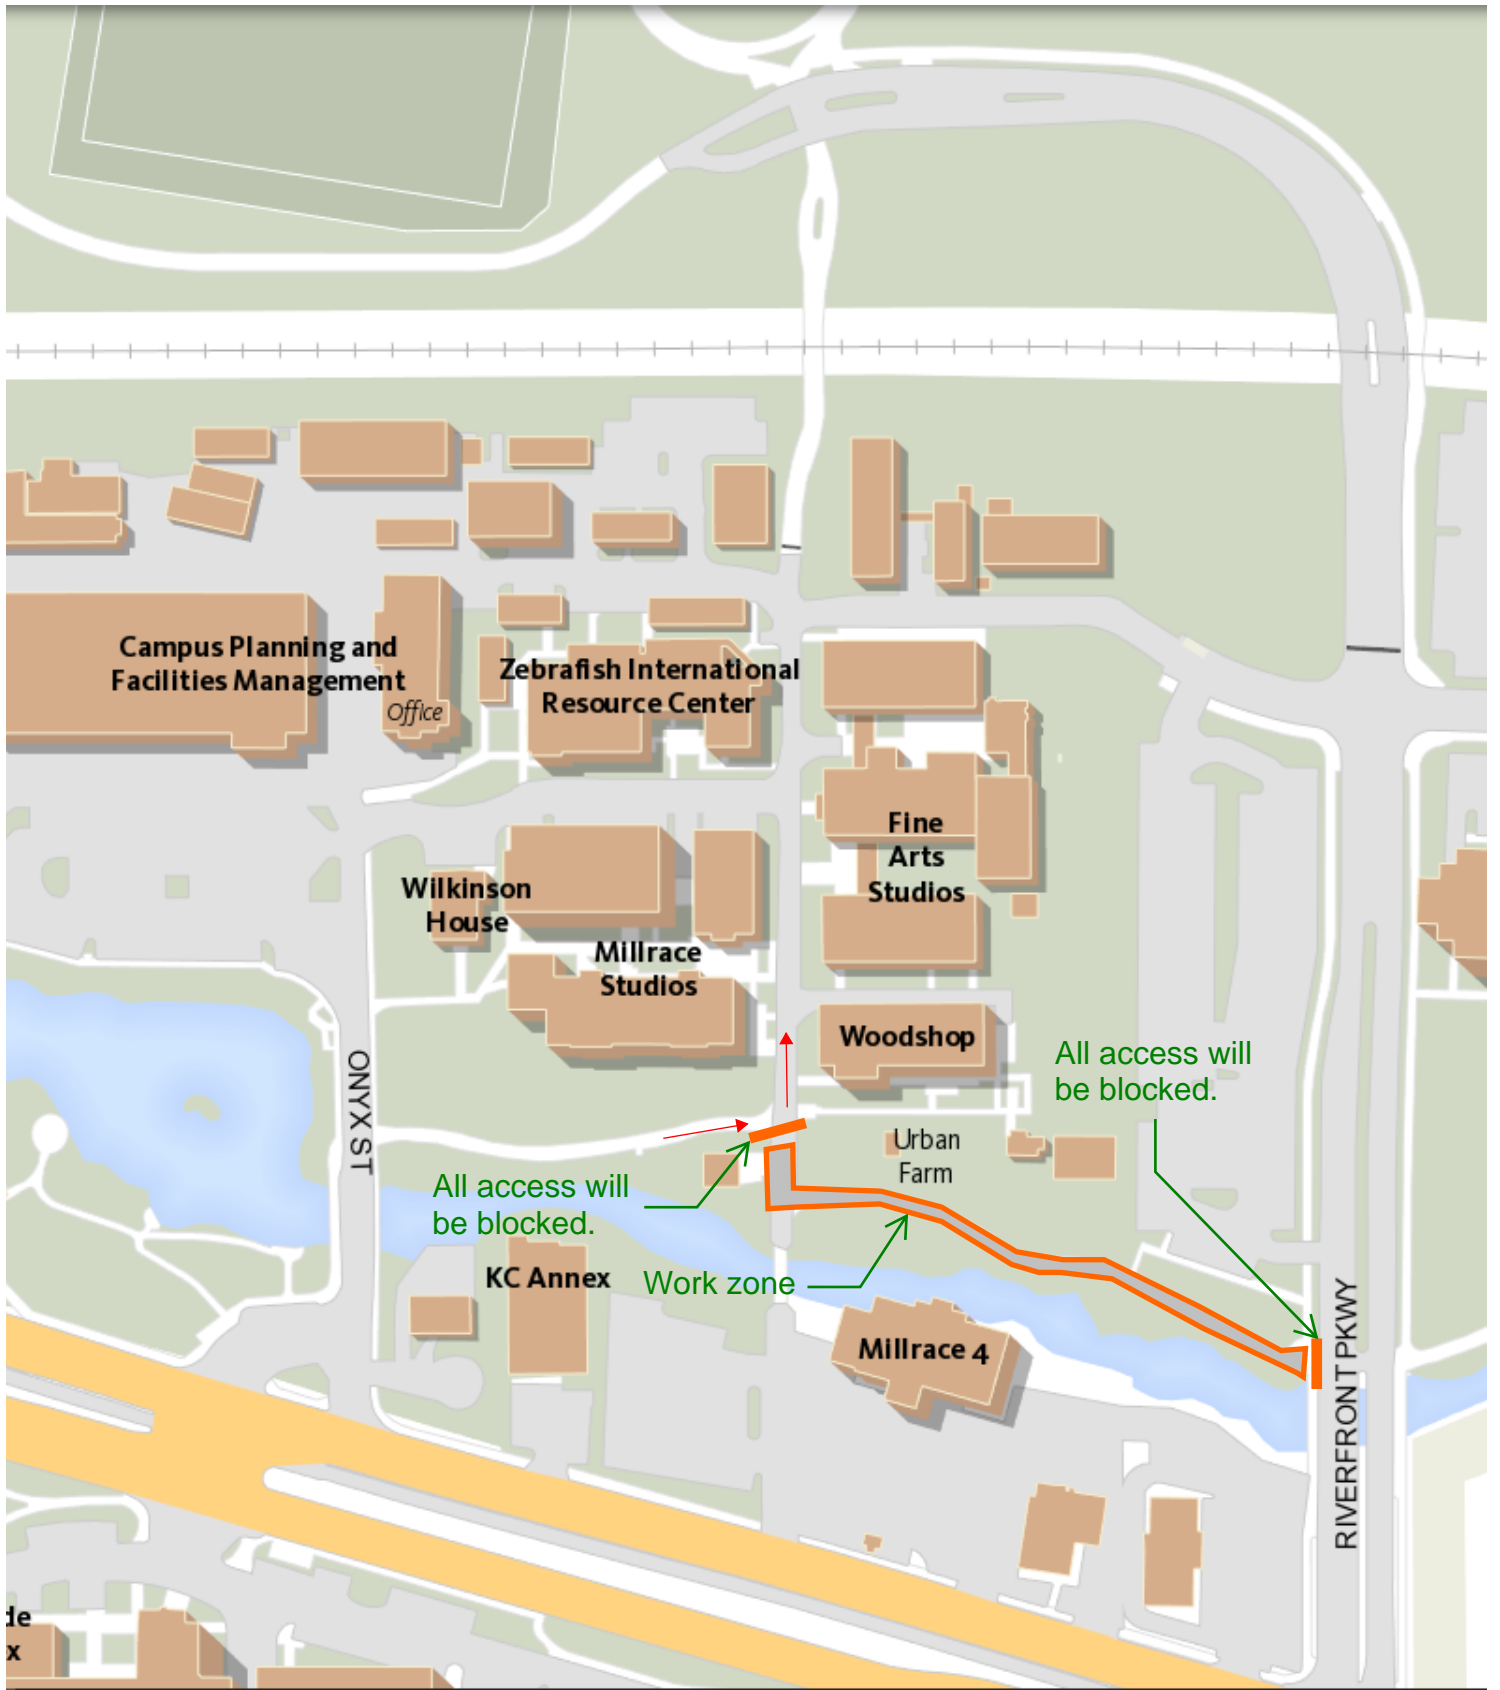 Campus Planning and
Facilities Management
Office
Zebrafish International
Resource Center
Fine
Arts
Studios
Wilkinson
House
Millrace
Studios
Woodshop
All access will
be blocked.
ONYX ST
Urban
Farm
All access will
be blocked.
KC Annex
Work zone
Millrace 4
RIVERFRONT PKWY
de
x